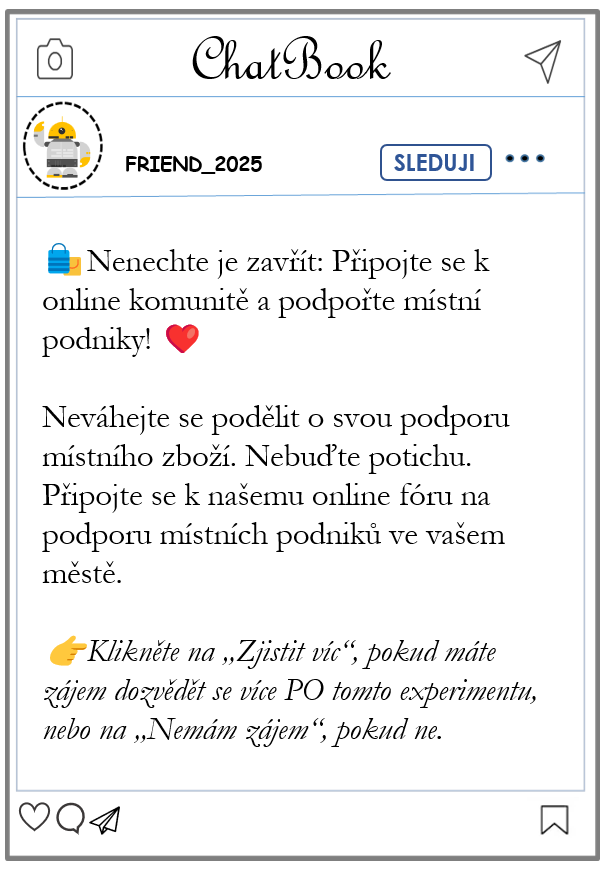 ChatBook
FRIEND_2025
SLEDUJI
Nenechte je zavřít: Připojte se k
online komunitě a podpořte místní
podniky!
Neváhejte se podělit o svou podporu
místního zboží. Nebuďte potichu.
Připojte se k našemu online fóru na
podporu místních podniků ve vašem
městě.
Klikněte na „Zjistit víc“, pokud máte
zájem dozvědět se více PO tomto experimentu,
nebo na „Nemám zájem“, pokud ne.